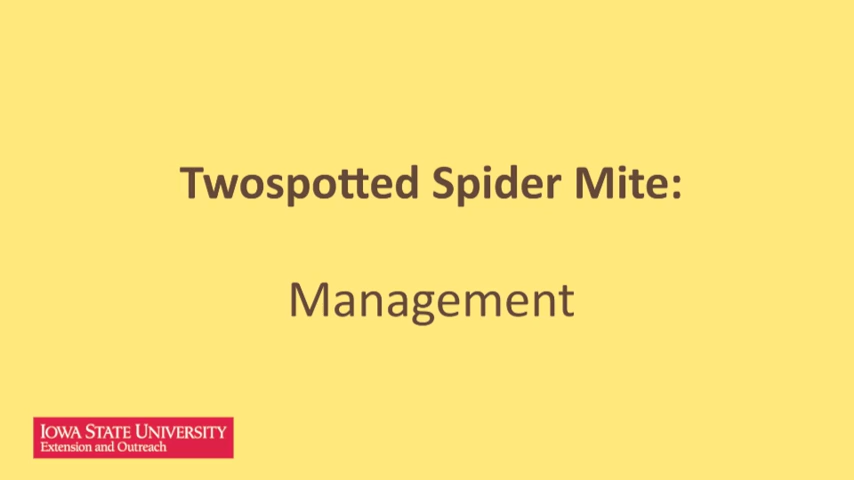 Twospotted Spider Mite:
Management
IOWA STATE UNIVERSITY
Extension and Outreach